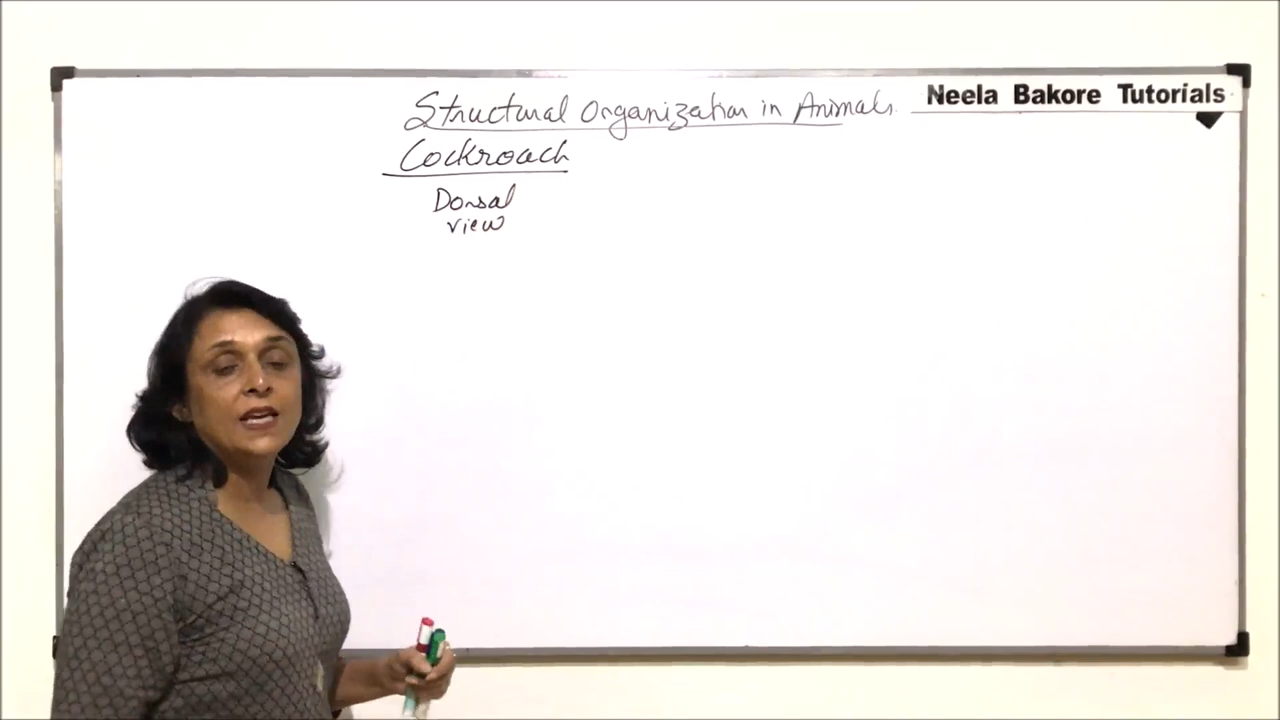 Structural Organization in Animals.
Neela Bakore Tutorials
Cockroach
Dorsal
view